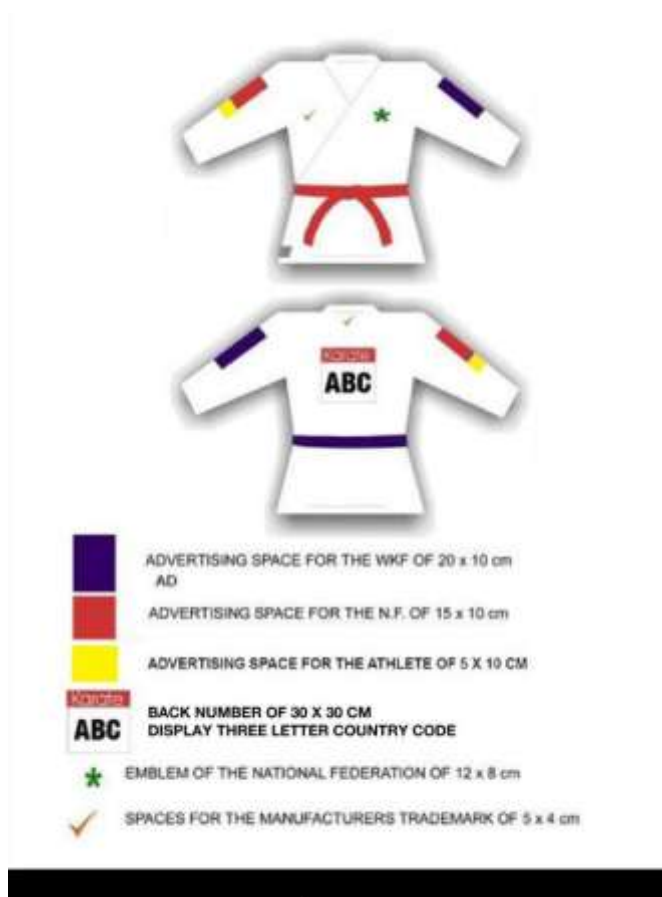 Karate
ABC
ADVERTISING SPACE FOR THE WKF OF 20 x 10 cm
AD
ADVERTISING SPACE FOR THE N.F. OF 15 x 10 cm
ADVERTISING SPACE FOR THE ATHLETE OF 5 X 10 CM
Karate
ABC
BACK NUMBER OF 30 X 30 CM
DISPLAY THREE LETTER COUNTRY CODE
EMBLEM OF THE NATIONAL FEDERATION OF 12 x 8 cm
SPACES FOR THE MANUFACTURERS TRADEMARK OF 5 x 4 cm